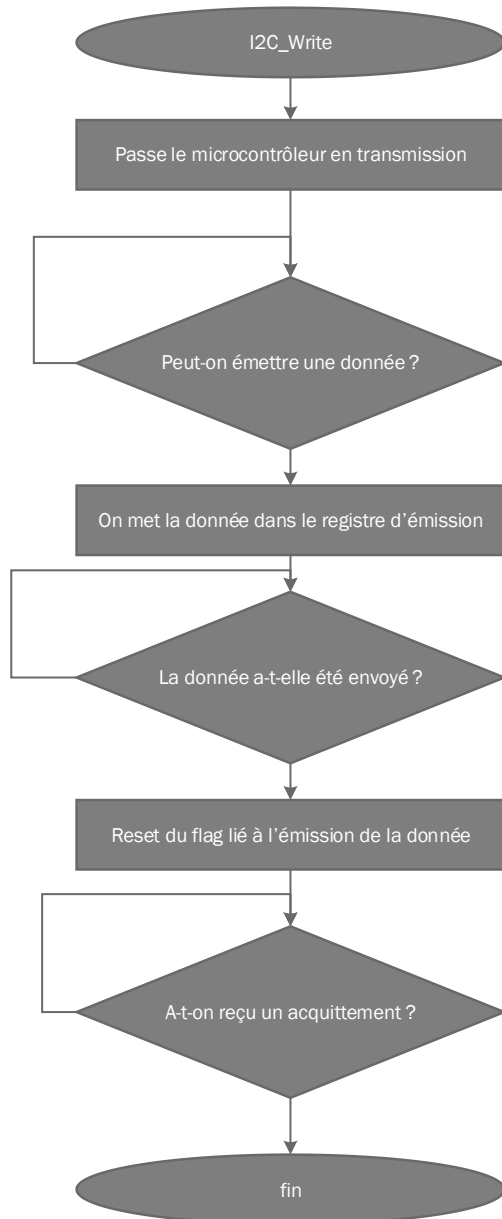 I2C_Write
Passe le microcontrôleur en transmission
Peut-on émettre une donnée ?
On met la donnée dans le registre d’émission
La donnée a-t-elle été envoyé ?
Reset du flag lié à l’émission de la donnée
A-t-on reçu un acquittement ?
fin